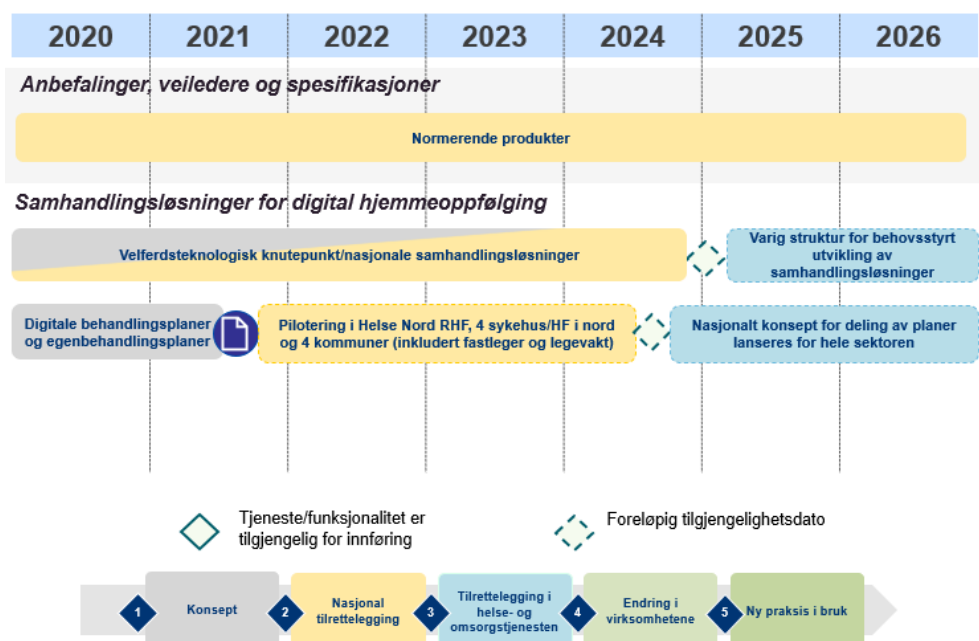 2020 2021 2022 2023 2024 2025 2026
Anbefalinger, veiledere og spesifikasjoner
Normerende produkter
Samhandlingsløsninger for digital hjemmeoppfølging
Velferdsteknologisk knutepunkt/nasjonale samhandlingsløsninger
Varig struktur for behovsstyrt
utvikling av
samhandlingsløsninger
Digitale behandlingsplaner
og egenbehandlingsplaner
Pilotering i Helse Nord RHF, 4 sykehus/HF i nord
og 4 kommuner (inkludert fastleger og legevakt)
Nasjonalt konsept for deling av planer
lanseres for hele sektoren
Tjeneste/funksjonalitet er
tilgjengelig for innføring
Foreløpig tilgjengelighetsdato
1
Konsept
2
Nasjonal
tilrettelegging
3
Tilrettelegging i
helse- og
omsorgstjenesten
4
Endring i
virksomhetene
5
Ny praksis i bruk